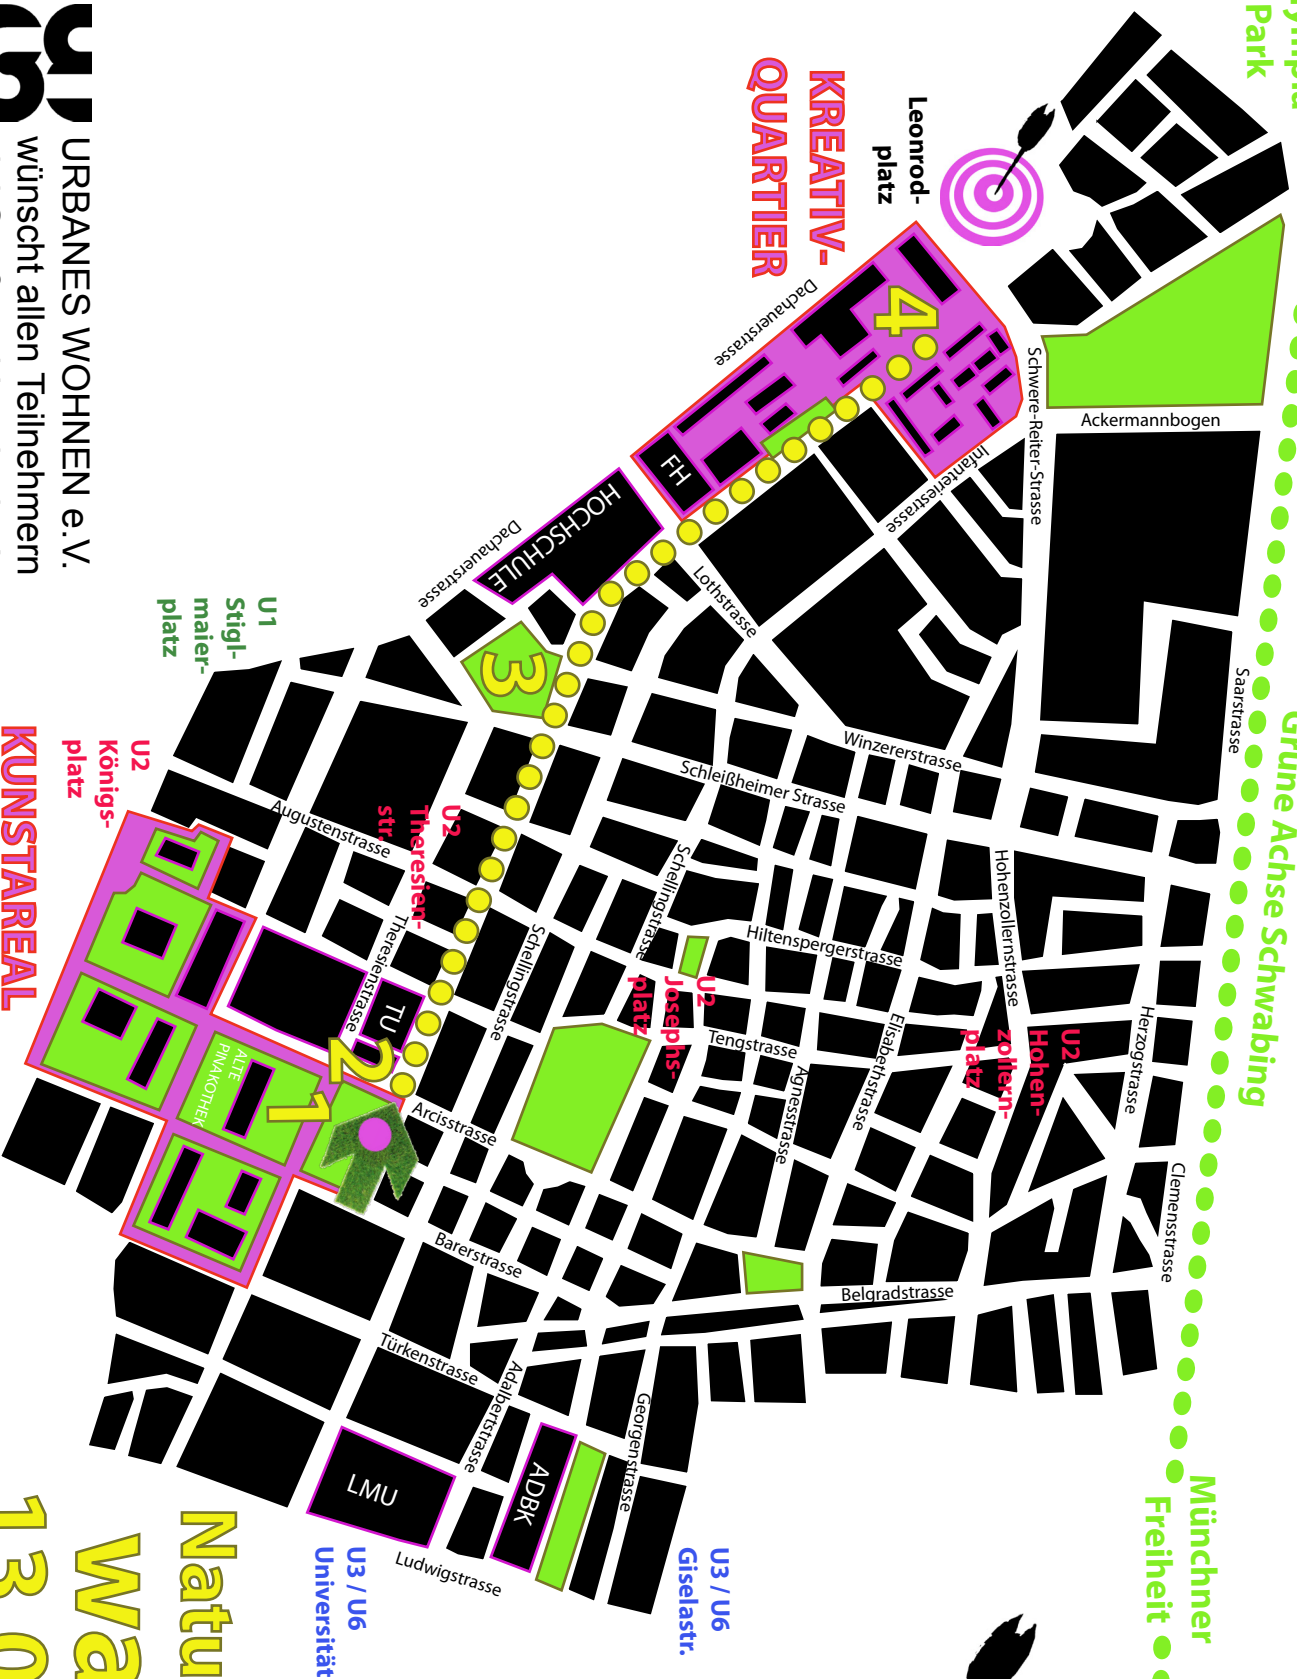 Park
KREATIV-
QUARTIER
Leonrod-
platz
4
Dachauerstrasse
FH
HOCHSCHULE
Dachauerstrasse
Schwere-Reiter-Strasse
Ackermannbogen
Infanteriestrasse
Lothstrasse
Saarstrasse
Grüne Achse Schwabing
Winzererstrasse
Schleißheimer Strasse
3
URBANES WOHNEN e.V.
wünscht allen Teilnehmern
U1
Stigl-
maier-
platz
U2
Königs-
platz
KUNSTAREAL
Augustenstrasse
U2
Theresien-
str.
Theresienstrasse
Schellingstrasse
Schellingstrasse
Hiltenspergerstrasse
Hohenzollernstrasse
U2
Josephs-
platz
Tengstrasse
Elisabethstrasse
Agnesstrasse
U2
Hohen-
zollern-
platz
Herzogstrasse
Clemensstrasse
TU
2
1
ALTE
PINAKOTHEK
Arcisstrasse
Barerstrasse
Belgradstrasse
Türkenstrasse
Adalbertstrasse
Georgenstrasse
LMU
ADBK
Ludwigstrasse
U3 / U6
Universität
U3 / U6
Giselastr.
Münchner
Freiheit
Natu
Wa
13